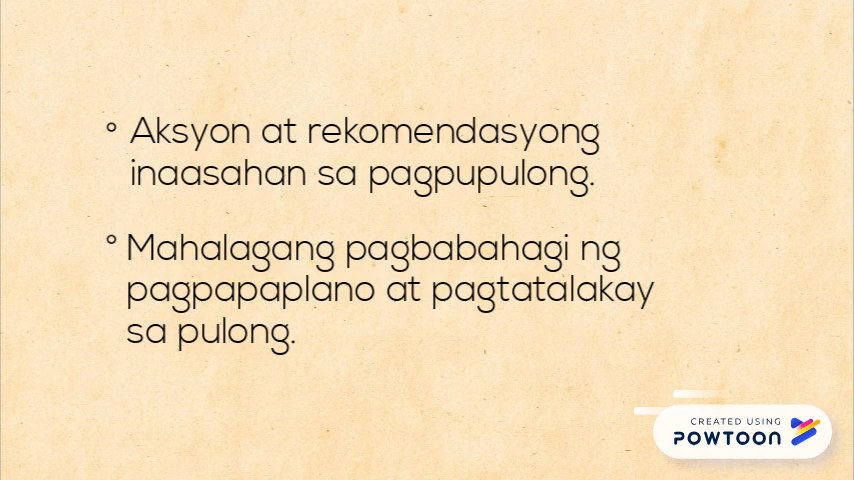 ° Aksyon at rekomendasyong
inaasahan sa pagpupulong.
° Mahalagang pagbabahagi ng
pagpapaplano at pagtatalakay
sa pulong.
CREATED USING
POWTOON